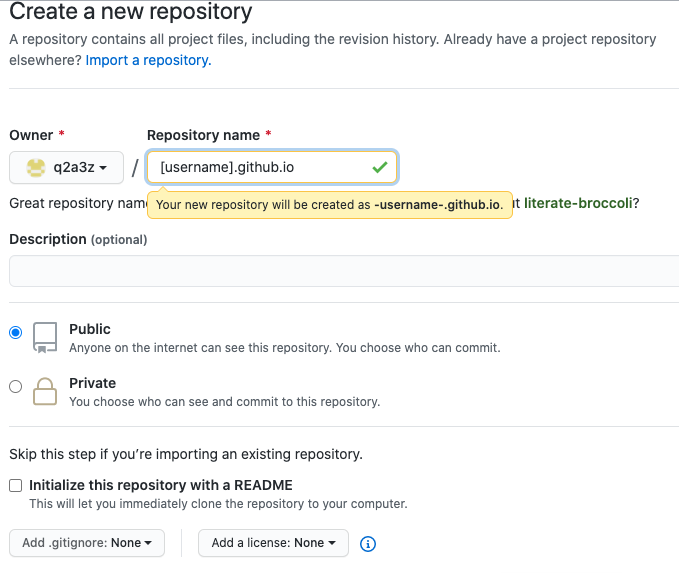 Create a new repository
A repository contains all project files, including the revision history. Already have a project repository
elsewhere? Import a repository.
Owner * Repository name *
q2a3z / [username].github.io
Great repository nam
Your new repository will be created as -username-.github.io.
t literate-broccoli?
Description (optional)
Public
Anyone on the internet can see this repository. You choose who can commit.
Private
You choose who can see and commit to this repository.
Skip this step if you’re importing an existing repository.
Initialize this repository with a README
This will let you immediately clone the repository to your computer.
Add .gitignore: None Add a license: None